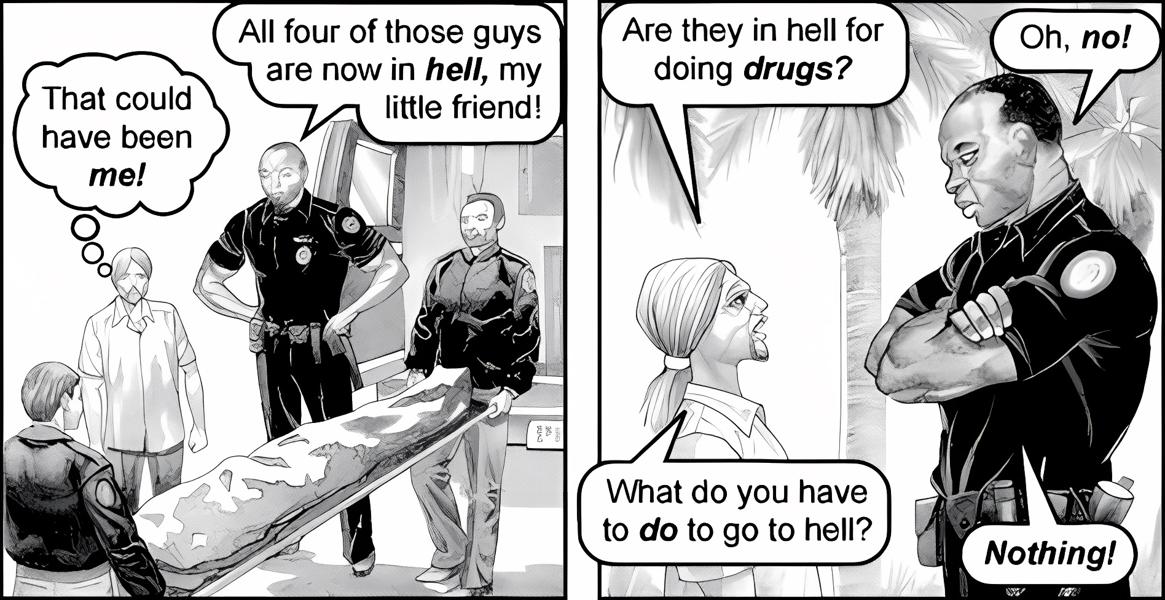 All four of those guys
are now in hell, my
little friend!
That could
have been
me!
Are they in hell for
doing drugs?
Oh, no!
What do you have
to do to go to hell?
Nothing!